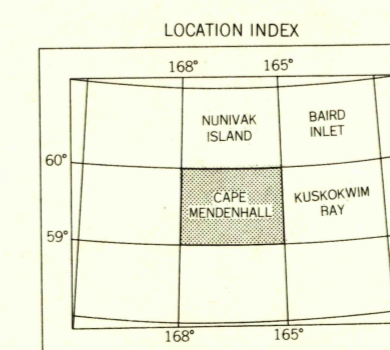 LOCATION INDEX
168° 165°
NUNIVAK
ISLAND
BAIRD
INLET
60°
CAPE
MENDENHALL
KUSKOKWIM
BAY
59°
168° 165°